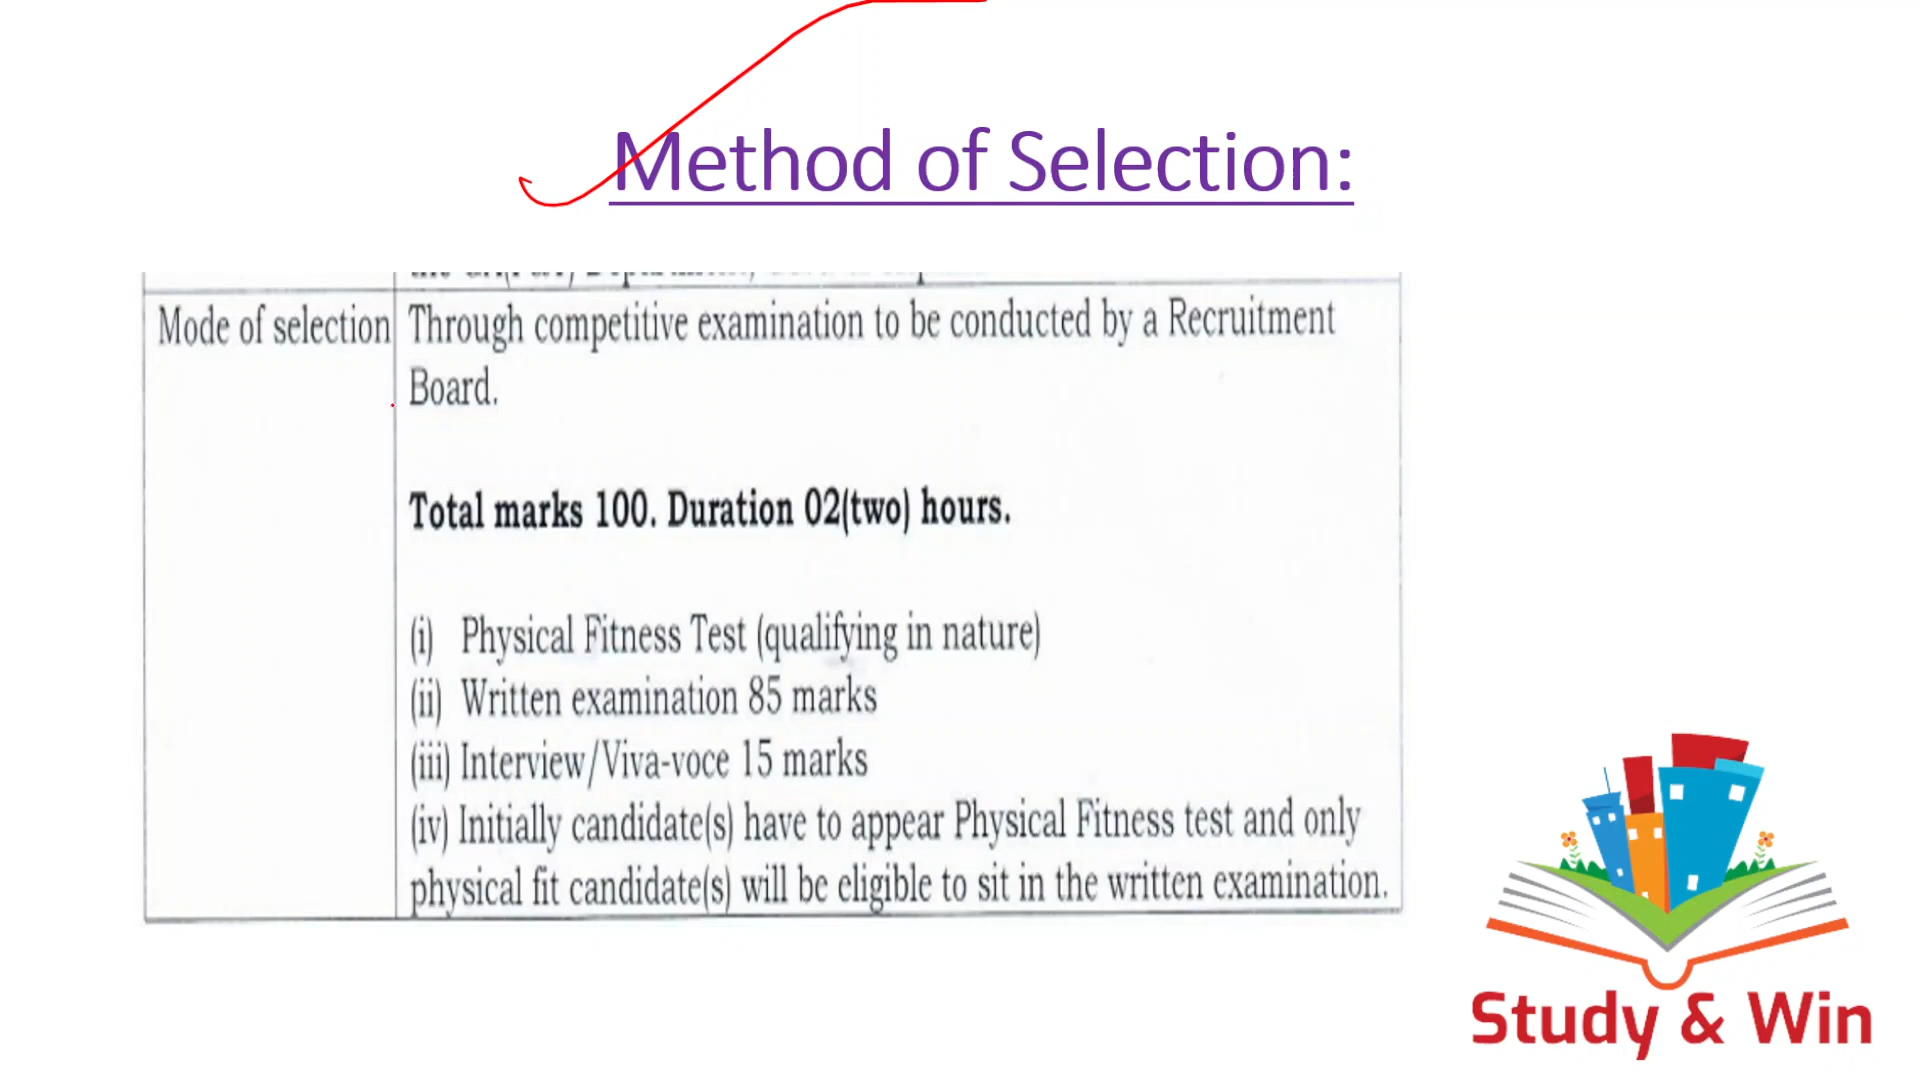 Method of Selection:
Mode of selection
Through competitive examination to be conducted by a Recruitment
Board.
Total marks 100. Duration 02(two) hours.
(i) Physical Fitness Test (qualifying in nature)
(ii) Written examination 85 marks
(iii) Interview/Viva-voce 15 marks
(iv) Initially candidate(s) have to appear Physical Fitness test and only
physical fit candidate(s) will be eligible to sit in the written examination.
Study & Win